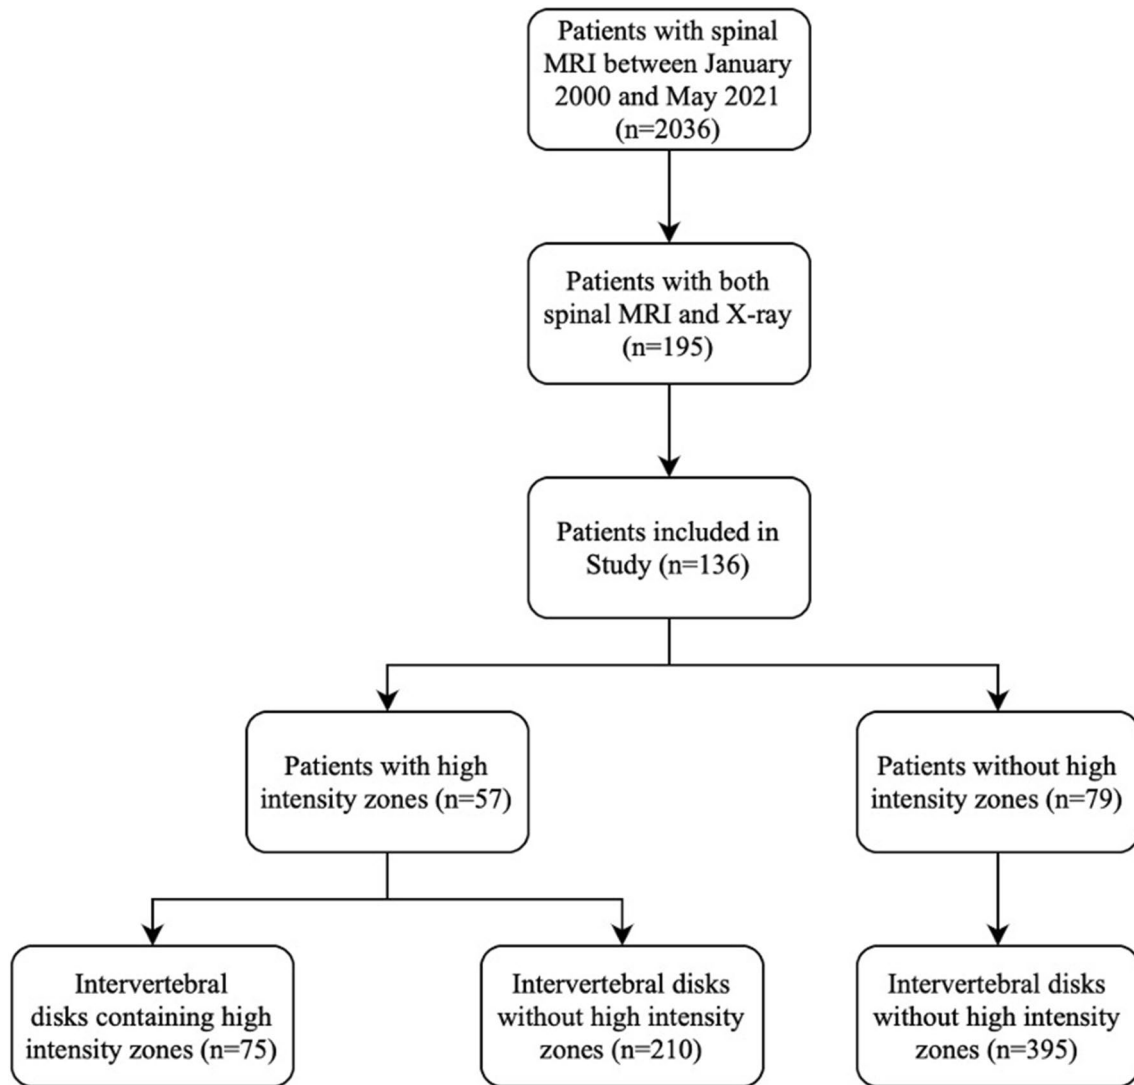 Patients with spinal
MRI between January
2000 and May 2021
(n=2036)
Patients with both
spinal MRI and X-ray
(n=195)
Patients included in
Study (n=136)
Patients with high
intensity zones (n=57)
Patients without high
intensity zones (n=79)
Intervertebral
disks containing high
intensity zones (n=75)
Intervertebral disks
without high intensity
zones (n=210)
Intervertebral disks
without high intensity
zones (n=395)